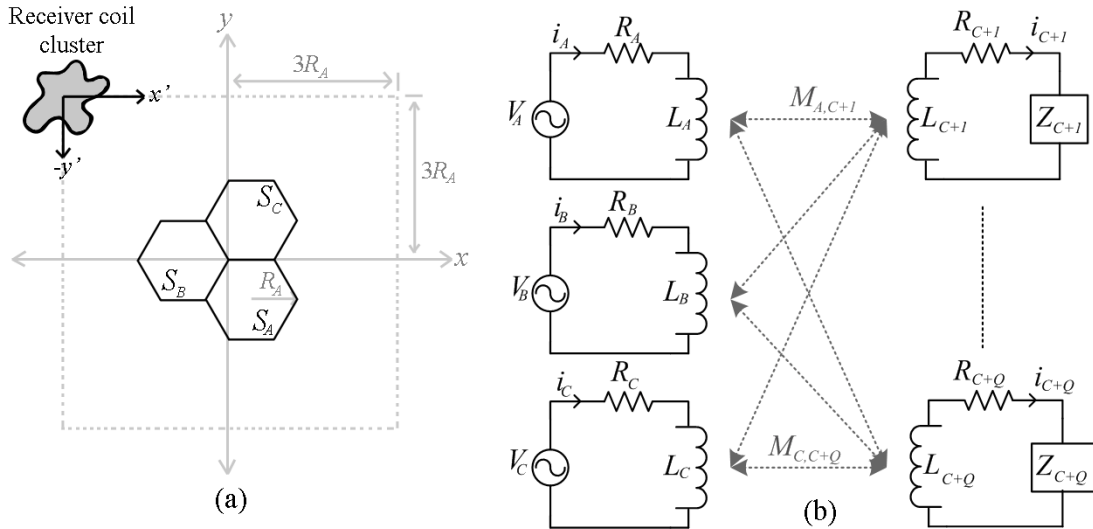 Receiver coil
cluster
y
3R_A
x'
-y'
3R_A
S_C
S_B
R_A
S_A
x
(a)
i_A
R_A
V_A
L_A
M_{A,C+1}
R_{C+1}
i_{C+1}
L_{C+1}
Z_{C+1}
i_B
R_B
V_B
L_B
i_C
R_C
V_C
L_C
M_{C,C+Q}
R_{C+Q}
i_{C+Q}
L_{C+Q}
Z_{C+Q}
(b)